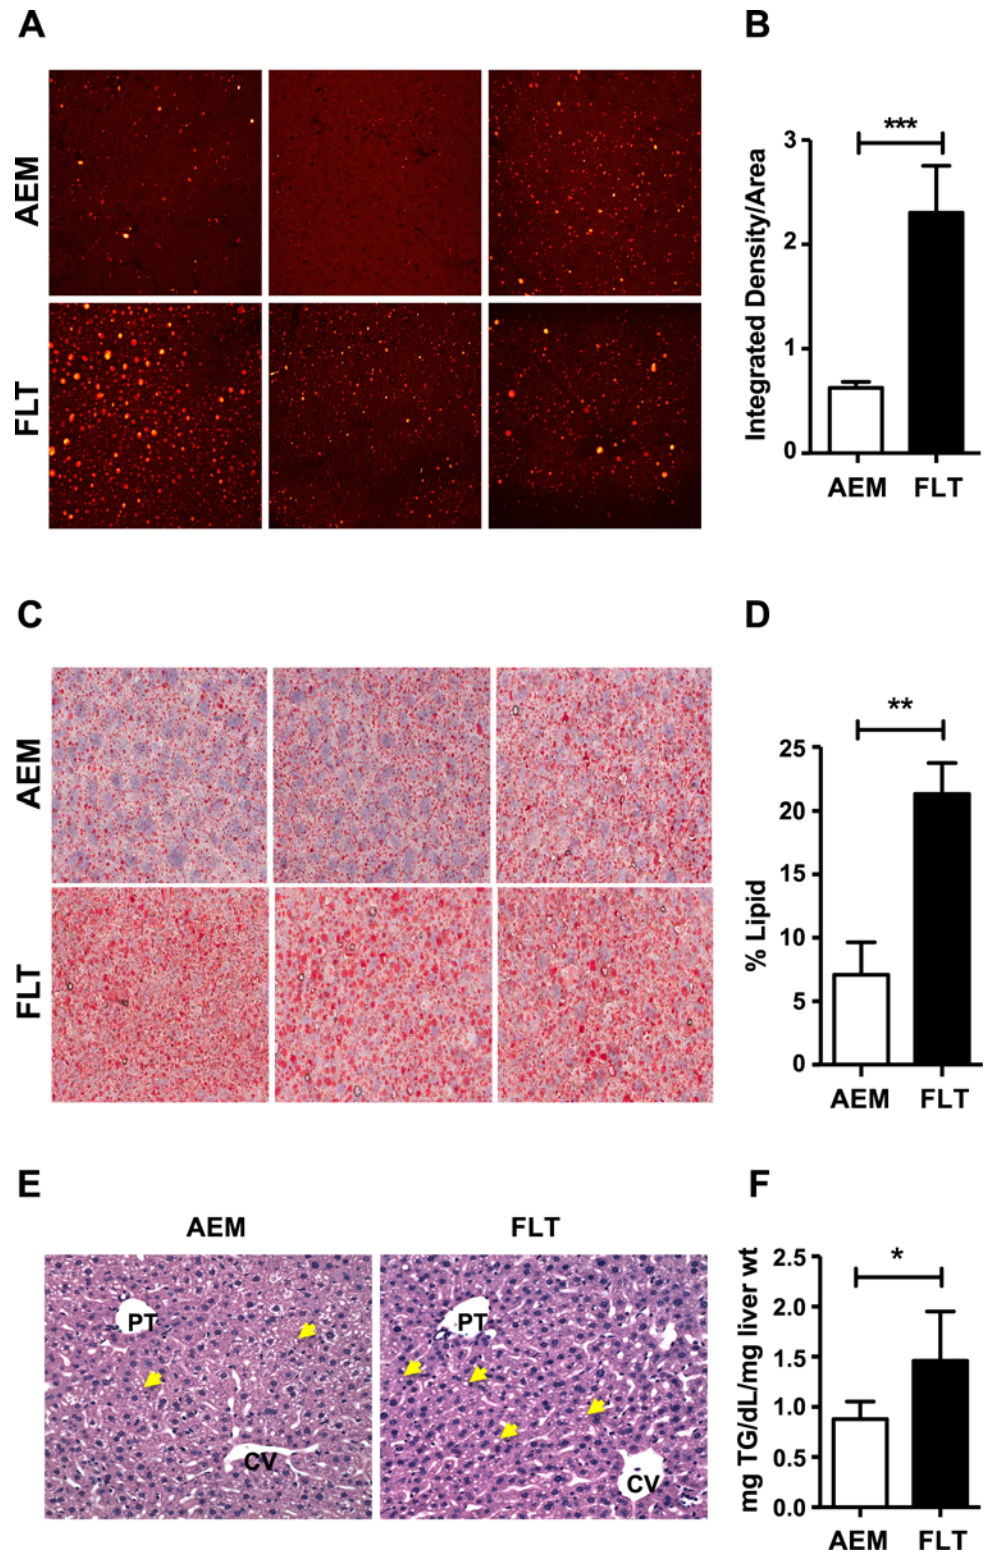 A
AEM
FLT
B
***
3
2
1
0
Integrated Density/Area
AEM FLT
C
AEM
FLT
D
**
25
20
15
10
5
0
% Lipid
AEM FLT
E
AEM FLT
PT
CV
PT
CV
F
*
2.5
2.0
1.5
1.0
0.5
0.0
mg TG/dL/mg liver wt
AEM FLT